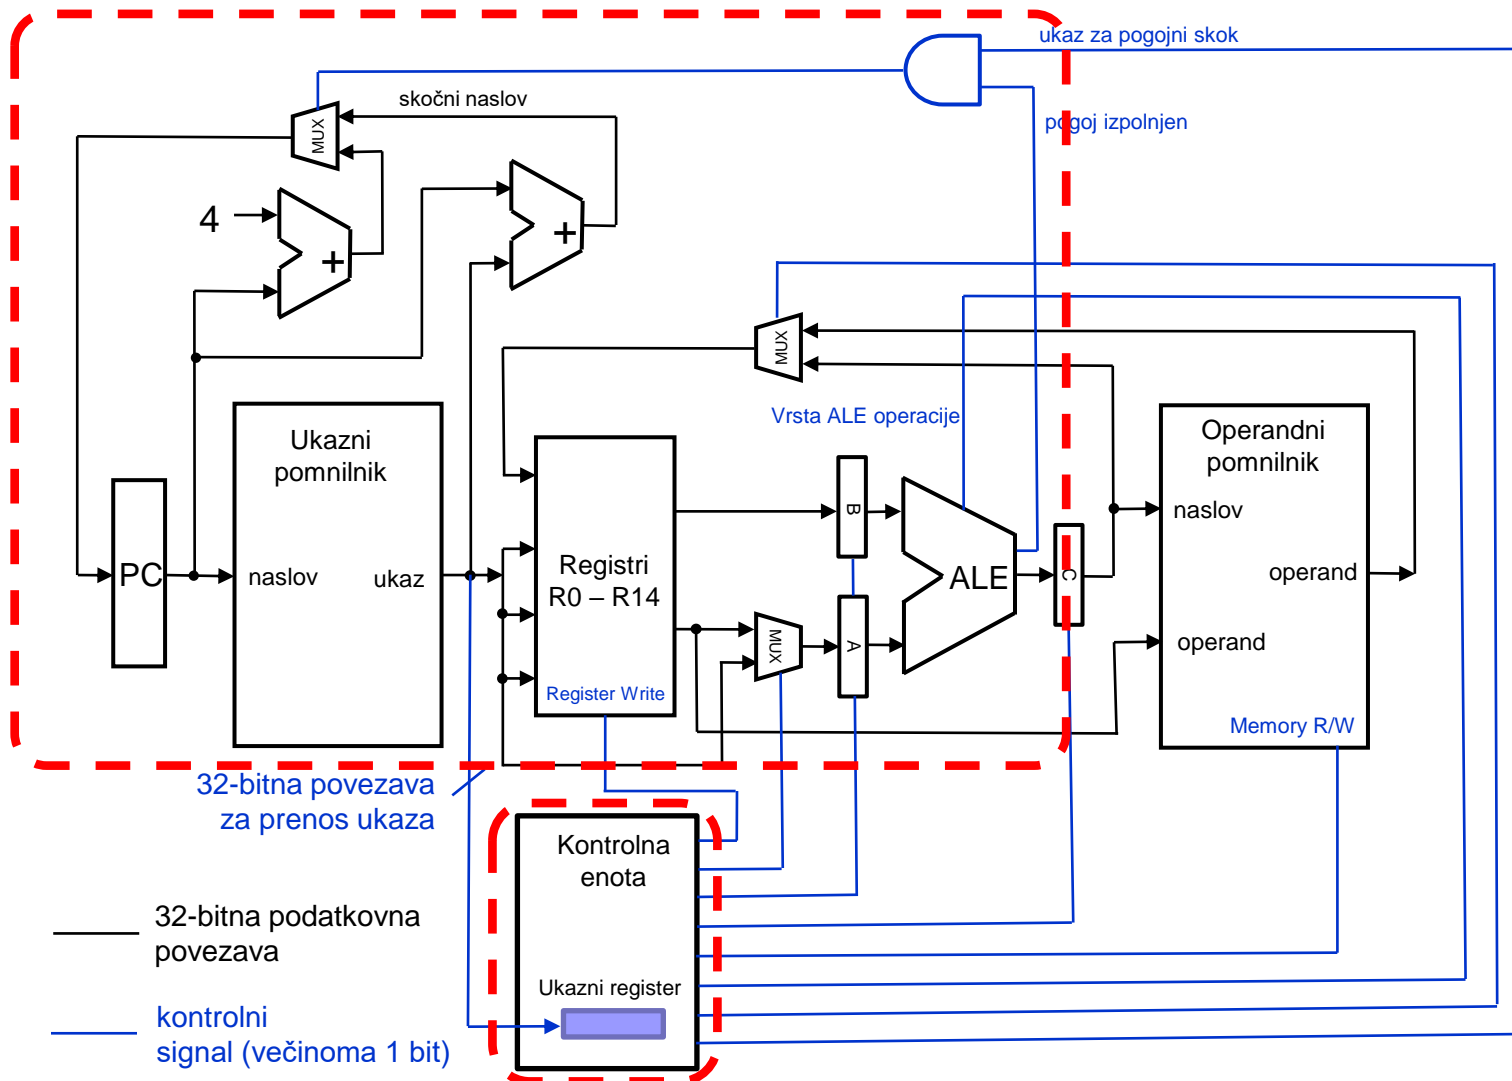 ukaz za pogojni skok
skočni naslov
MUX
pogoj izpolnjen
4
+
+
MUX
Vrsta ALE operacije
Ukazni
pomnilnik
Operandni
pomnilnik
B
naslov
PC
naslov
ukaz
Registri
R0 – R14
ALE
C
operand
MUX
A
operand
Register Write
Memory R/W
32-bitna povezava
za prenos ukaza
Kontrolna
enota
32-bitna podatkovna
povezava
Ukazni register
kontrolni
signal (večinoma 1 bit)